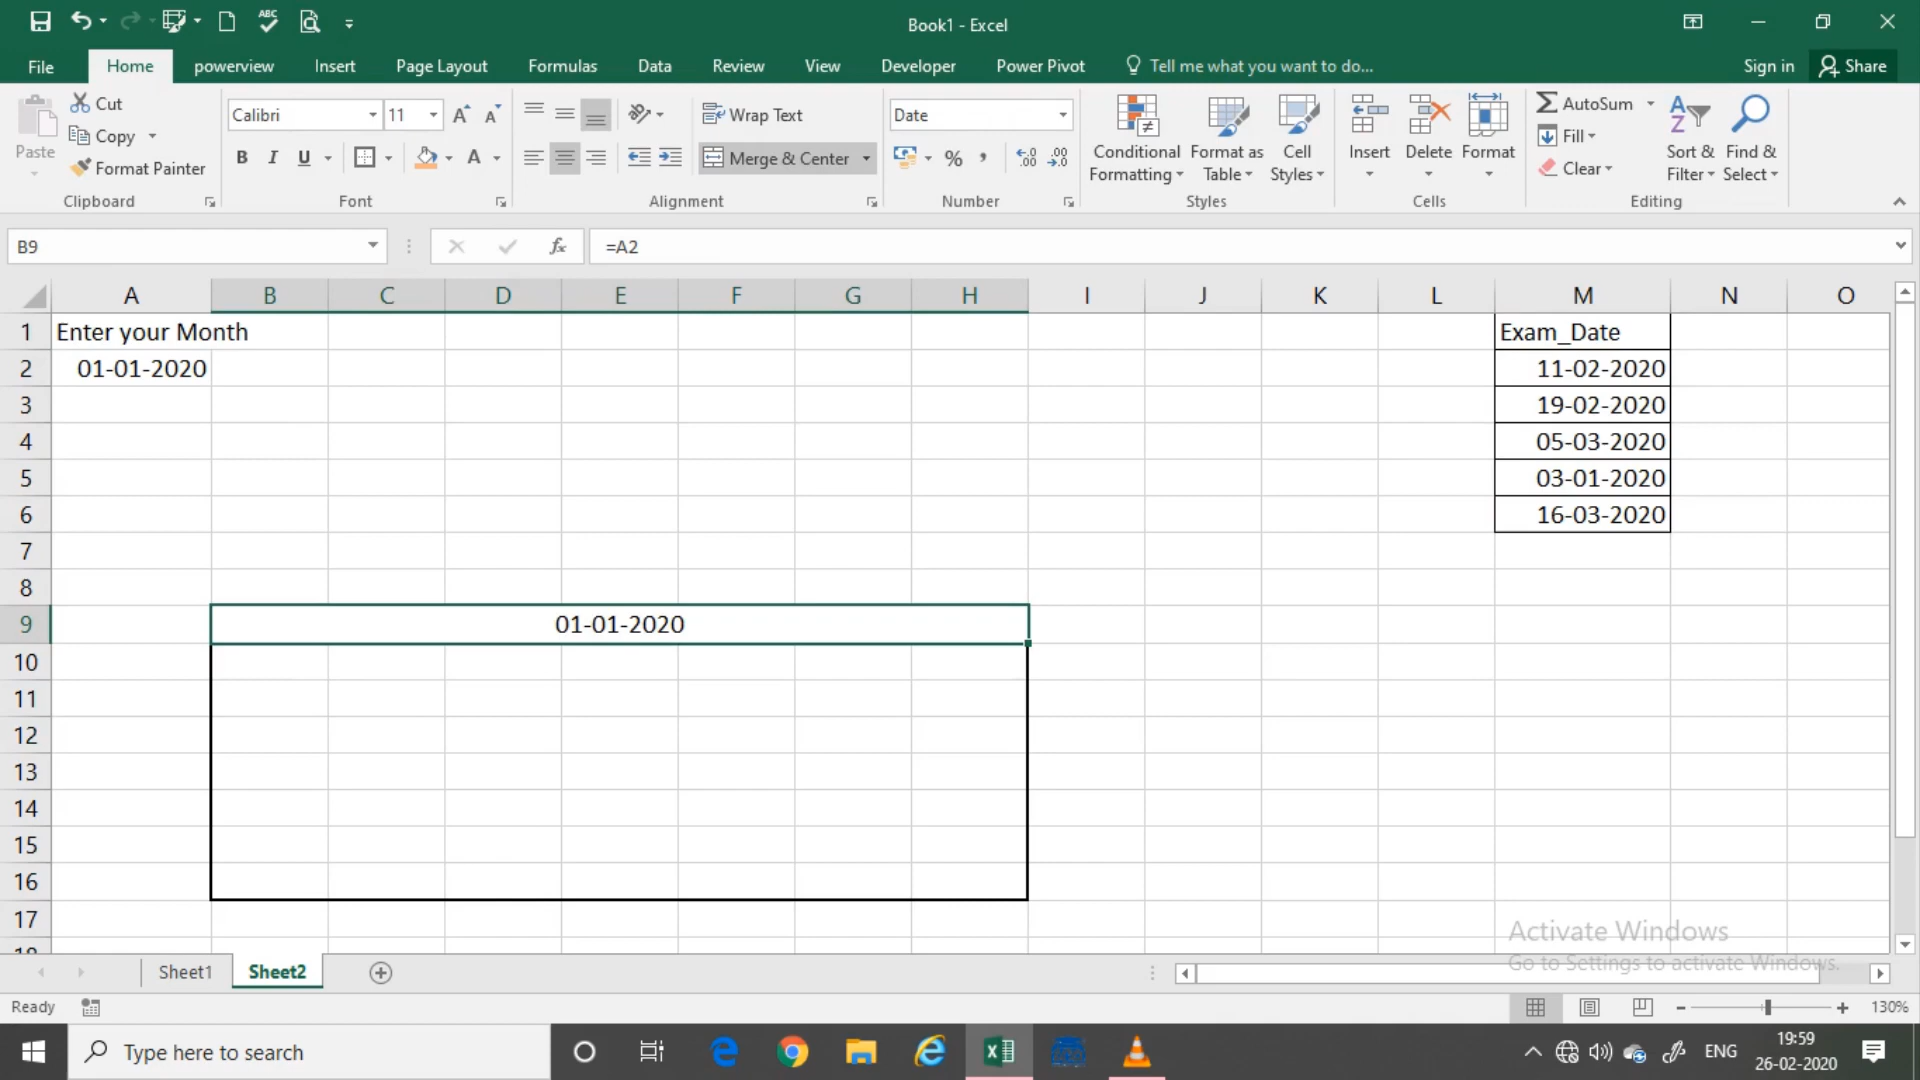 ABC
Book1 - Excel
File Home powerview Insert Page Layout Formulas Data Review View Developer Power Pivot Tell me what you want to do... Sign in Share
Paste Cut Copy Format Painter Clipboard
Calibri 11 B I U A Font
Wrap Text Merge & Center Alignment
Date % Number
Conditional Formatting Format as Table Cell Styles Styles
Insert Delete Format Cells
AutoSum Fill Clear Sort & Filter Find & Select Editing
B9 fx =A2
A B C D E F G H I J K L M N O
1 Enter your Month Exam_Date
2 01-01-2020 11-02-2020
3 19-02-2020
4 05-03-2020
5 03-01-2020
6 16-03-2020
7
8
9 01-01-2020
10
11
12
13
14
15
16
17
18
Activate Windows
Go to Settings to activate Windows.
Sheet1 Sheet2
Ready 130%
Type here to search ENG 19:59
26-02-2020